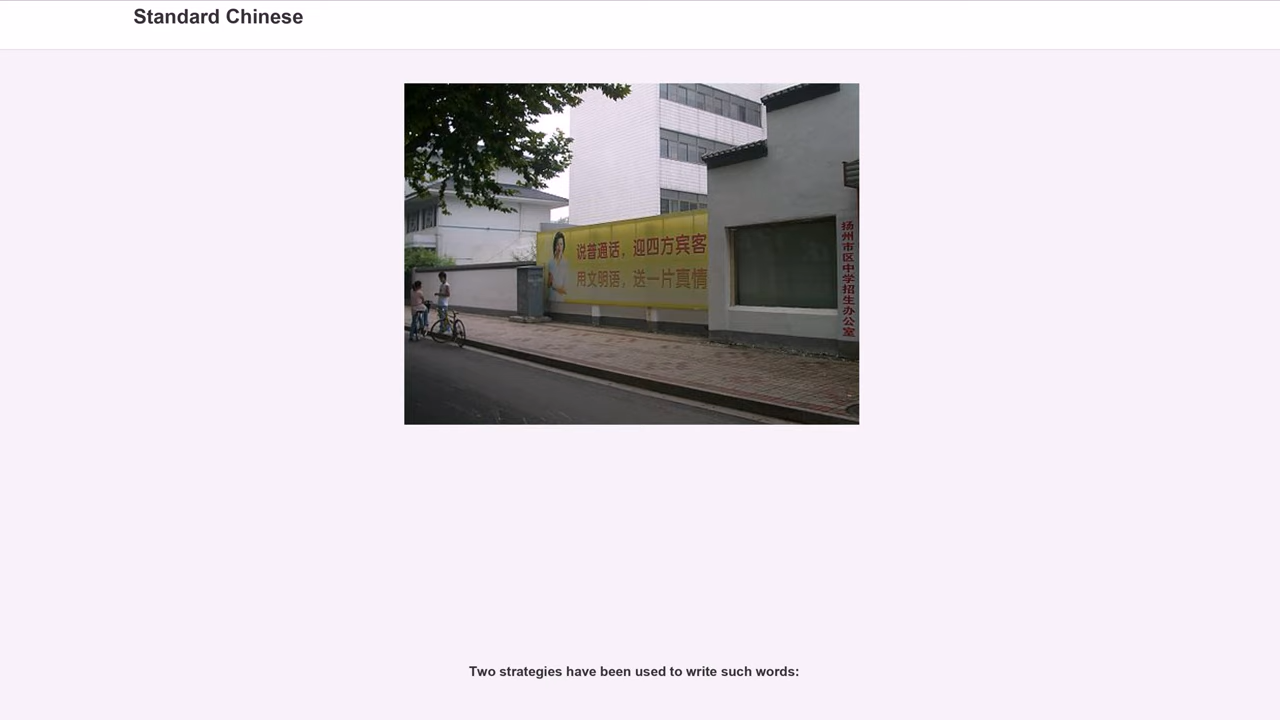 Standard Chinese
说普通话，迎四方宾客
用文明语，送一片真情
扬州市区中学招生办公室
Two strategies have been used to write such words: